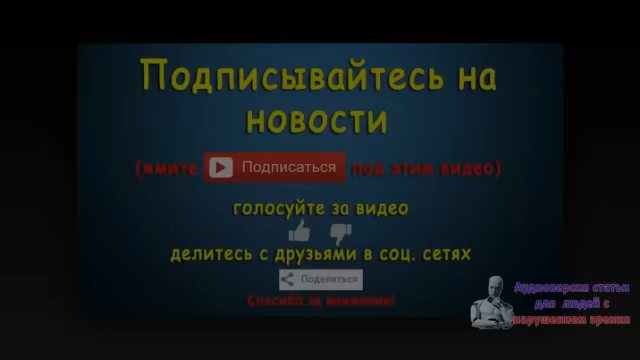 Подписывайтесь на
новости
(жмите Подписаться под этим видео)
голосуйте за видео
делитесь с друзьями в соц. сетях
Поделиться
Спасибо за внимание!
Аудиоверсия статьи
для людей с
нарушением зрения